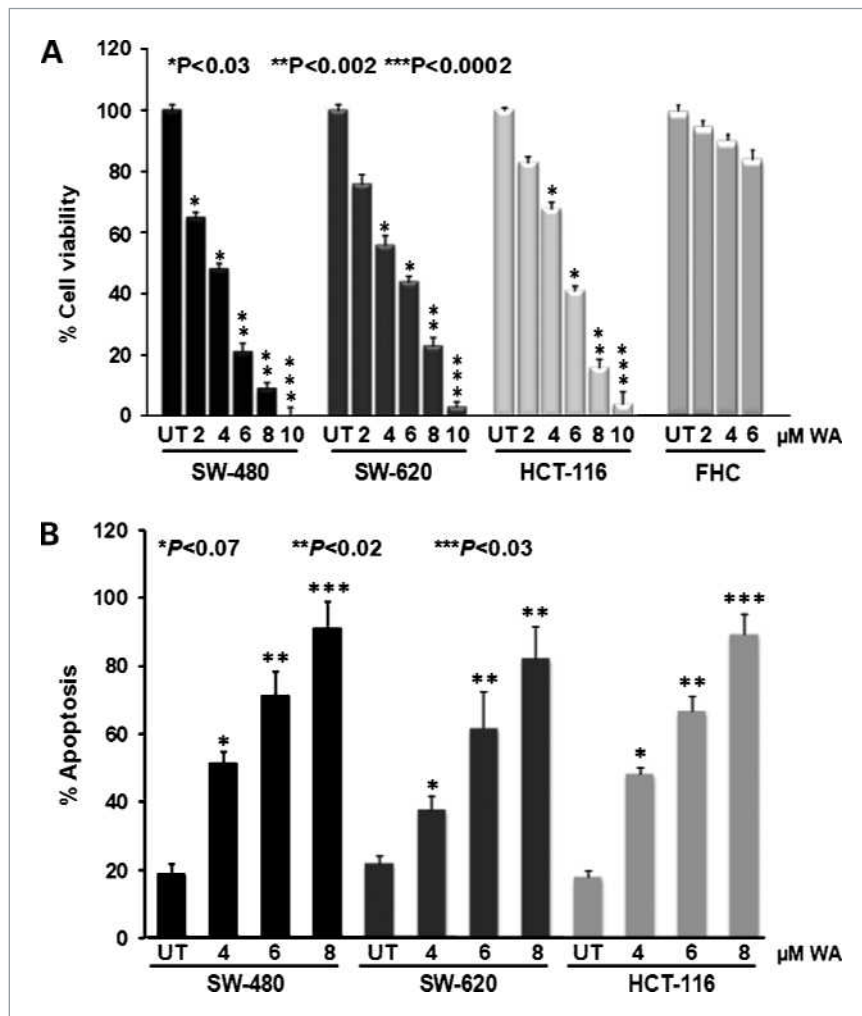 A
120
*P<0.03 **P<0.002 ***P<0.0002
100
80
60
40
20
0
% Cell viability
* * ** ** ***
* * ** ***
* * ** ***
UT 2 4 6 8 10 UT 2 4 6 8 10 UT 2 4 6 8 10 UT 2 4 6 µM WA
SW-480 SW-620 HCT-116 FHC
B
120
*P<0.07 **P<0.02 ***P<0.03
100
80
60
40
20
0
% Apoptosis
* ** ***
* ** **
* ** ***
UT 4 6 8 UT 4 6 8 UT 4 6 8 µM WA
SW-480 SW-620 HCT-116